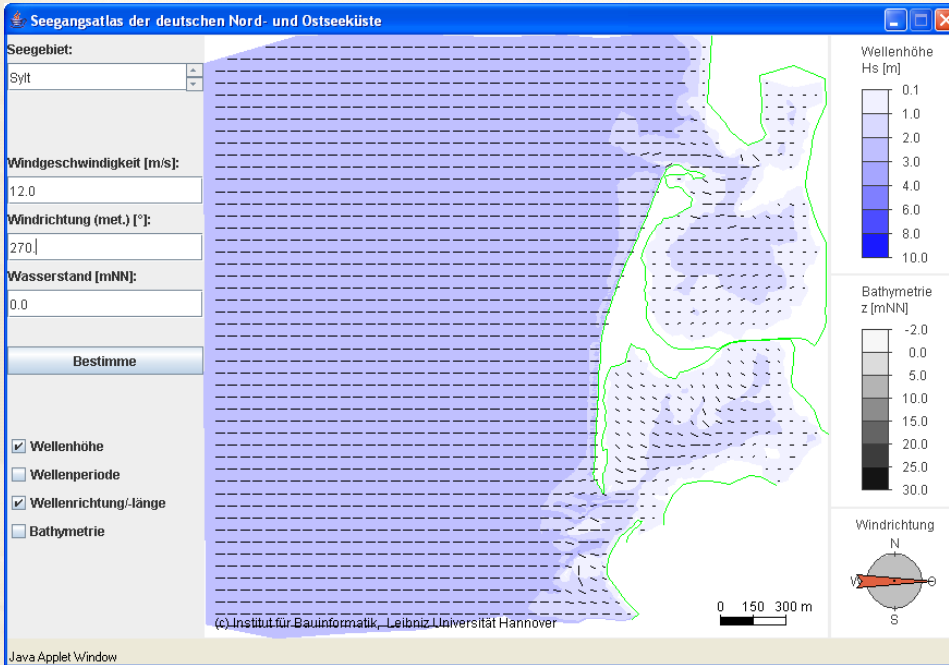 Seegangsatlas der deutschen Nord- und Ostseeküste
Seegebiet:
Sylt
Windgeschwindigkeit [m/s]:
12.0
Windrichtung (met.) [°]:
270.
Wasserstand [mNN]:
0.0
Bestimme
Wellenhöhe
Wellenperiode
Wellenrichtung/-länge
Bathymetrie
(c) Institut für Bauinformatik, Leibniz Universität Hannover
0 150 300 m
Wellenhöhe
Hs [m]
0.1
1.0
2.0
3.0
4.0
6.0
8.0
10.0
Bathymetrie
z [mNN]
-2.0
0.0
5.0
10.0
15.0
20.0
25.0
30.0
Windrichtung
N
W O
S
Java Applet Window